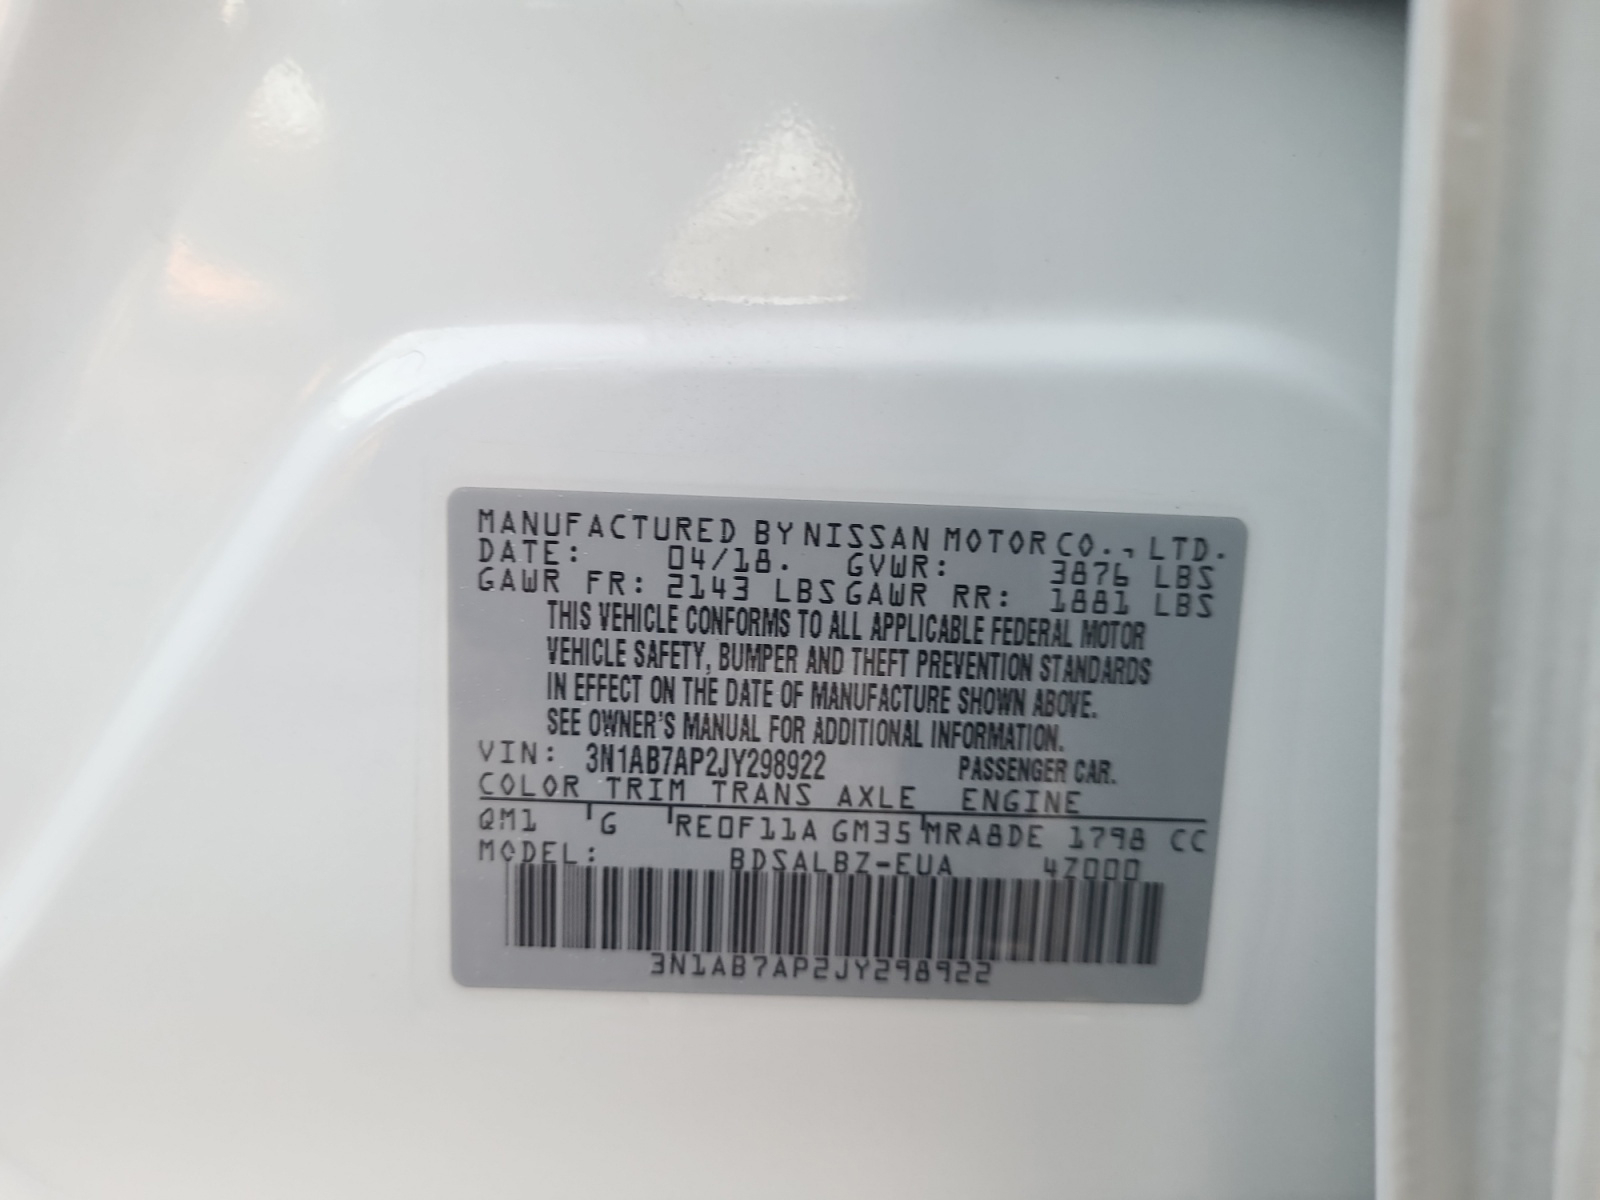 MANUFACTURED BY NISSAN MOTOR CO., LTD.
DATE: 04/18. GVWR: 3876 LBS
GAWR FR: 2143 LBS GAWR RR: 1881 LBS
THIS VEHICLE CONFORMS TO ALL APPLICABLE FEDERAL MOTOR
VEHICLE SAFETY, BUMPER AND THEFT PREVENTION STANDARDS
IN EFFECT ON THE DATE OF MANUFACTURE SHOWN ABOVE.
SEE OWNER'S MANUAL FOR ADDITIONAL INFORMATION.
VIN: 3N1AB7AP2JY298922 PASSENGER CAR.
COLOR TRIM TRANS AXLE ENGINE
QM1 G RE0F11A GM35 MRA8DE 1798 CC
MODEL: BDSALBZ-EUA 4Z000
3N1AB7AP2JY298922